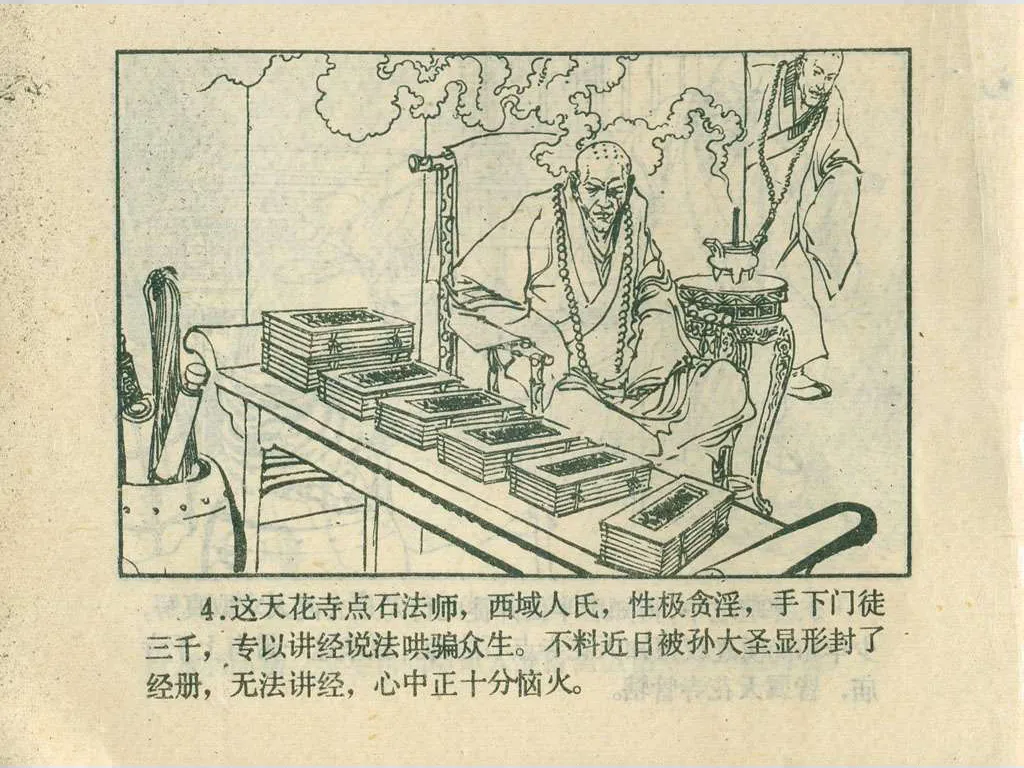 4.这天花寺点石法师，西域人氏，性极贪淫，手下门徒
三千，专以讲经说法哄骗众生。不料近日被孙大圣显形封了
经册，无法讲经，心中正十分恼火。